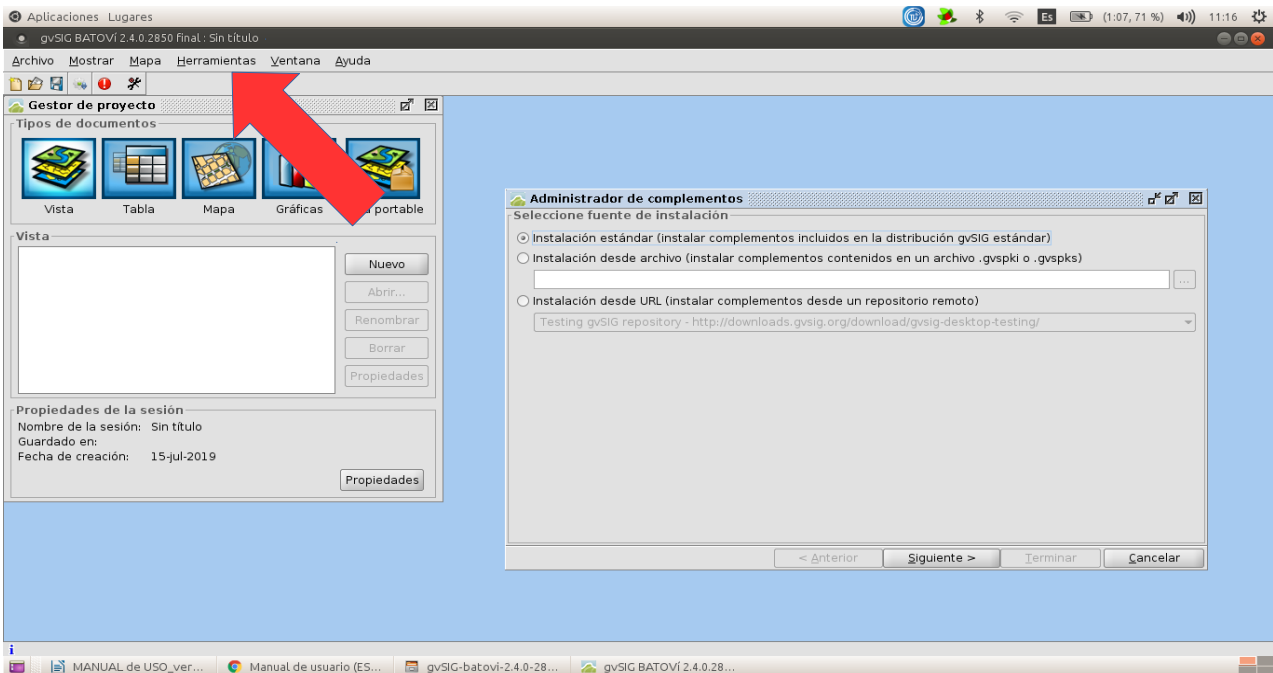 Aplicaciones Lugares
Es (1:07, 71 %) 11:16
gvSIG BATOVÍ 2.4.0.2850 final : Sin título
Archivo Mostrar Mapa Herramientas Ventana Ayuda
Gestor de proyecto
Tipos de documentos
Vista Tabla Mapa Gráficas portable
Vista
Nuevo
Abrir...
Renombrar
Borrar
Propiedades
Propiedades de la sesión
Nombre de la sesión: Sin título
Guardado en:
Fecha de creación: 15-jul-2019
Propiedades
Administrador de complementos
Seleccione fuente de instalación
Instalación estándar (instalar complementos incluidos en la distribución gvSIG estándar)
Instalación desde archivo (instalar complementos contenidos en un archivo .gvspki o .gvspks)
...
Instalación desde URL (instalar complementos desde un repositorio remoto)
Testing gvSIG repository - http://downloads.gvsig.org/download/gvsig-desktop-testing/
< Anterior Siguiente > Terminar Cancelar
i
MANUAL de USO_ver... Manual de usuario (ES... gvSIG-batovi-2.4.0-28... gvSIG BATOVÍ 2.4.0.28...